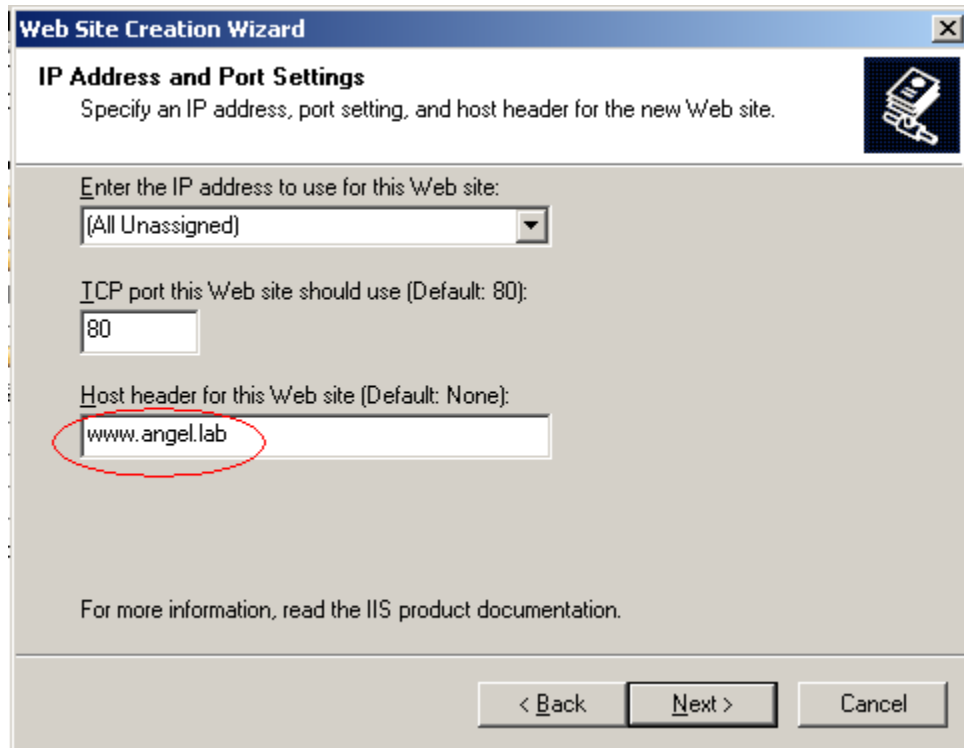 Web Site Creation Wizard
IP Address and Port Settings
Specify an IP address, port setting, and host header for the new Web site.
Enter the IP address to use for this Web site:
(All Unassigned)
TCP port this Web site should use (Default: 80):
80
Host header for this Web site (Default: None):
www.angel.lab
For more information, read the IIS product documentation.
< Back
Next >
Cancel